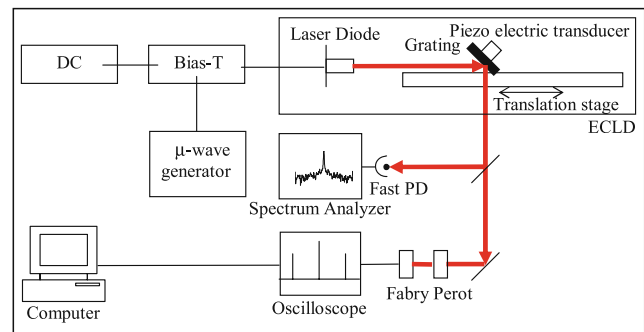 Laser Diode
Piezo electric transducer
Grating
DC
Bias-T
Translation stage
ECLD
μ-wave
generator
Fast PD
Spectrum Analyzer
Fabry Perot
Oscilloscope
Computer